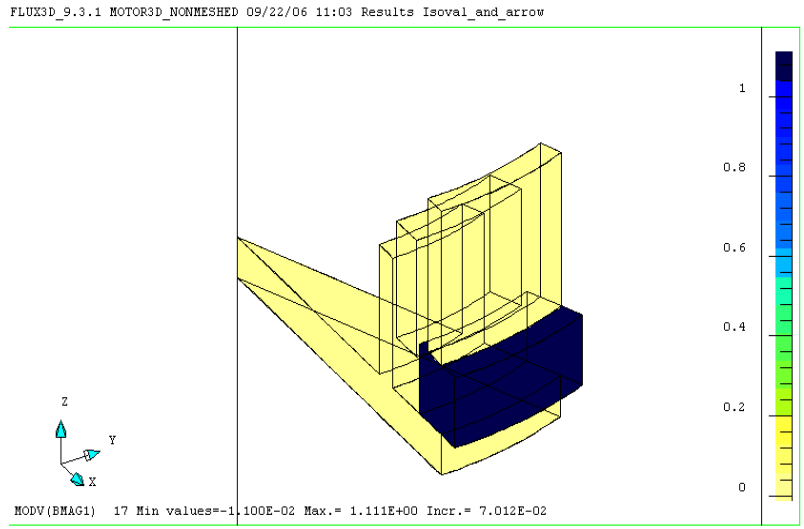 FLUX3D_9.3.1 MOTOR3D_NONMESHED 09/22/06 11:03 Results Isoval_and_arrow
1
0.8
0.6
0.4
0.2
0
Z
Y
X
MODV(BMAG1) 17 Min values=-1.100E-02 Max.= 1.111E+00 Incr.= 7.012E-02